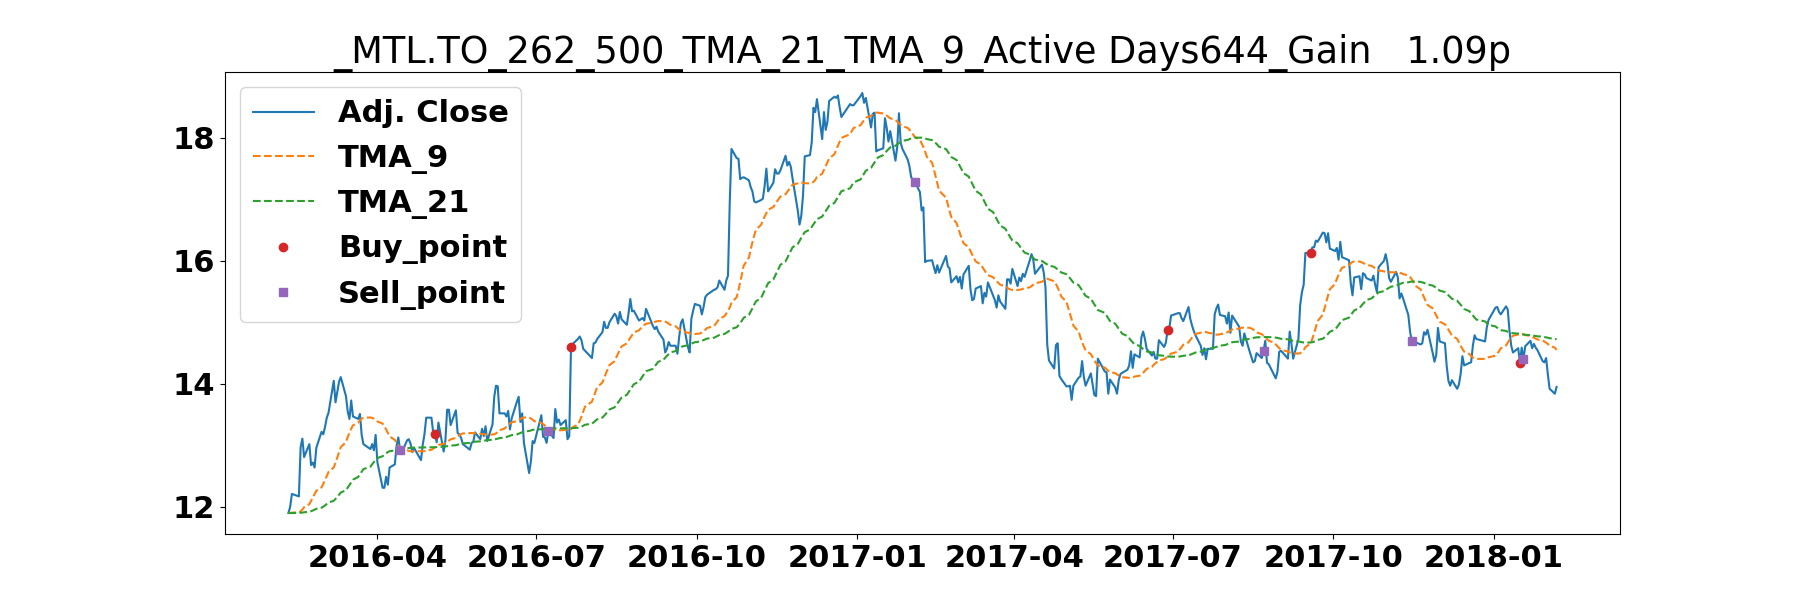 _MTL.TO_262_500_TMA_21_TMA_9_Active Days644_Gain   1.09p
Adj. Close
TMA_9
TMA_21
Buy_point
Sell_point
18
16
14
12
2016-04 2016-07 2016-10 2017-01 2017-04 2017-07 2017-10 2018-01